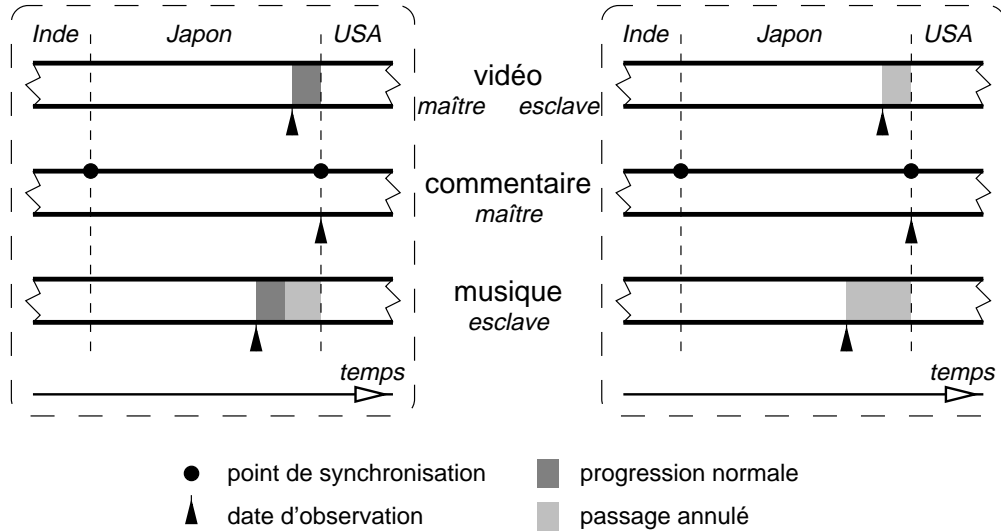 Inde Japon USA
Inde Japon USA
vidéo
maître esclave
commentaire
maître
musique
esclave
temps
temps
point de synchronisation
progression normale
date d'observation
passage annulé